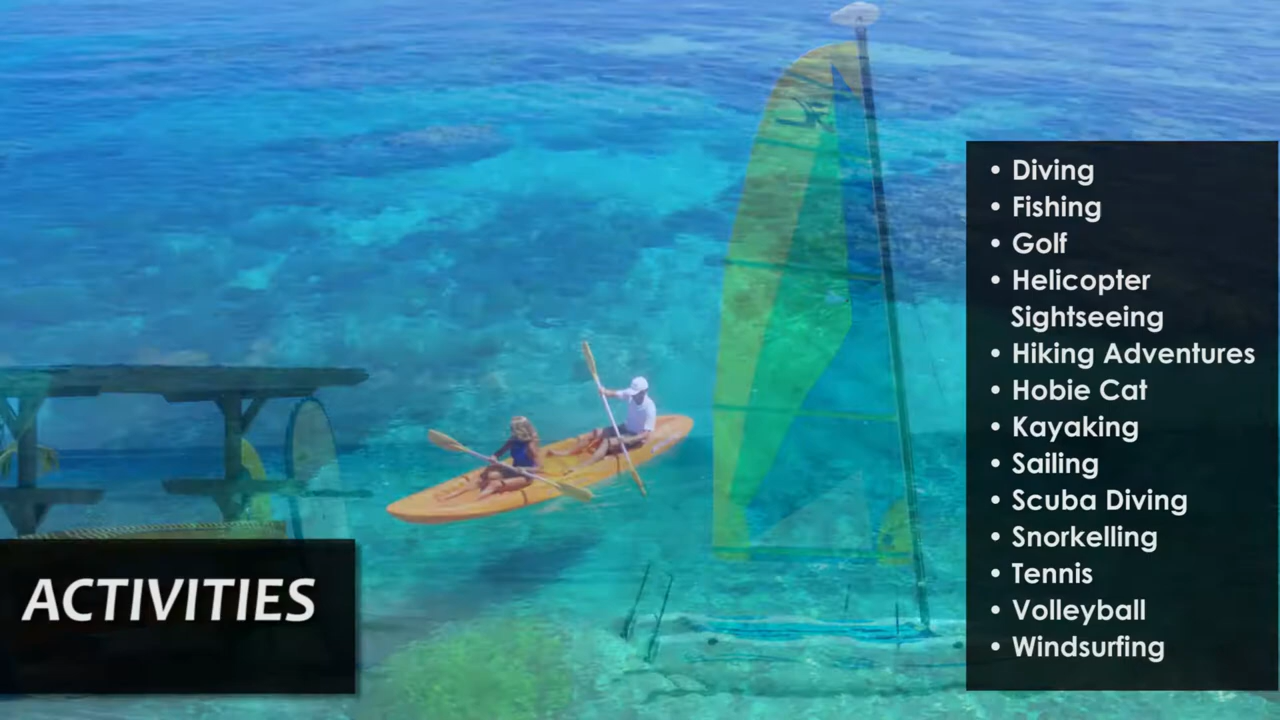 • Diving
• Fishing
• Golf
• Helicopter
Sightseeing
• Hiking Adventures
• Hobie Cat
• Kayaking
• Sailing
• Scuba Diving
• Snorkelling
• Tennis
• Volleyball
• Windsurfing
ACTIVITIES